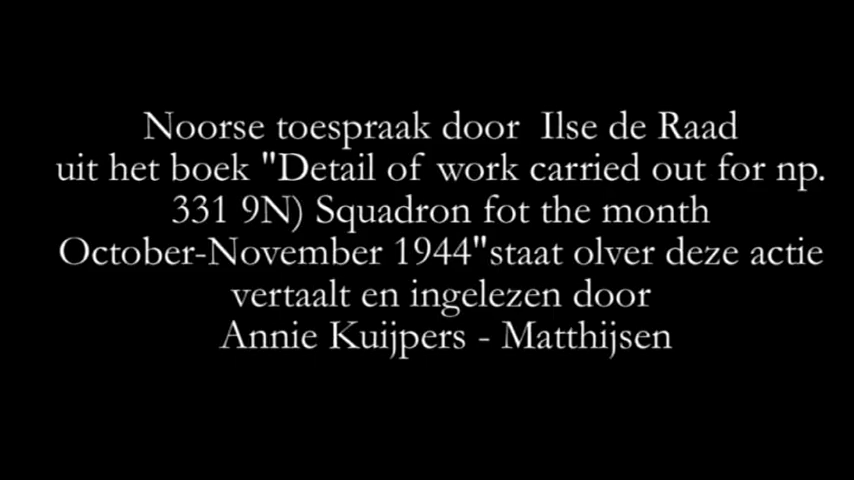 Noorse toespraak door Ilse de Raad
uit het boek "Detail of work carried out for np.
331 9N) Squadron fot the month
October-November 1944"staat olver deze actie
vertaalt en ingelezen door
Annie Kuijpers - Matthijsen